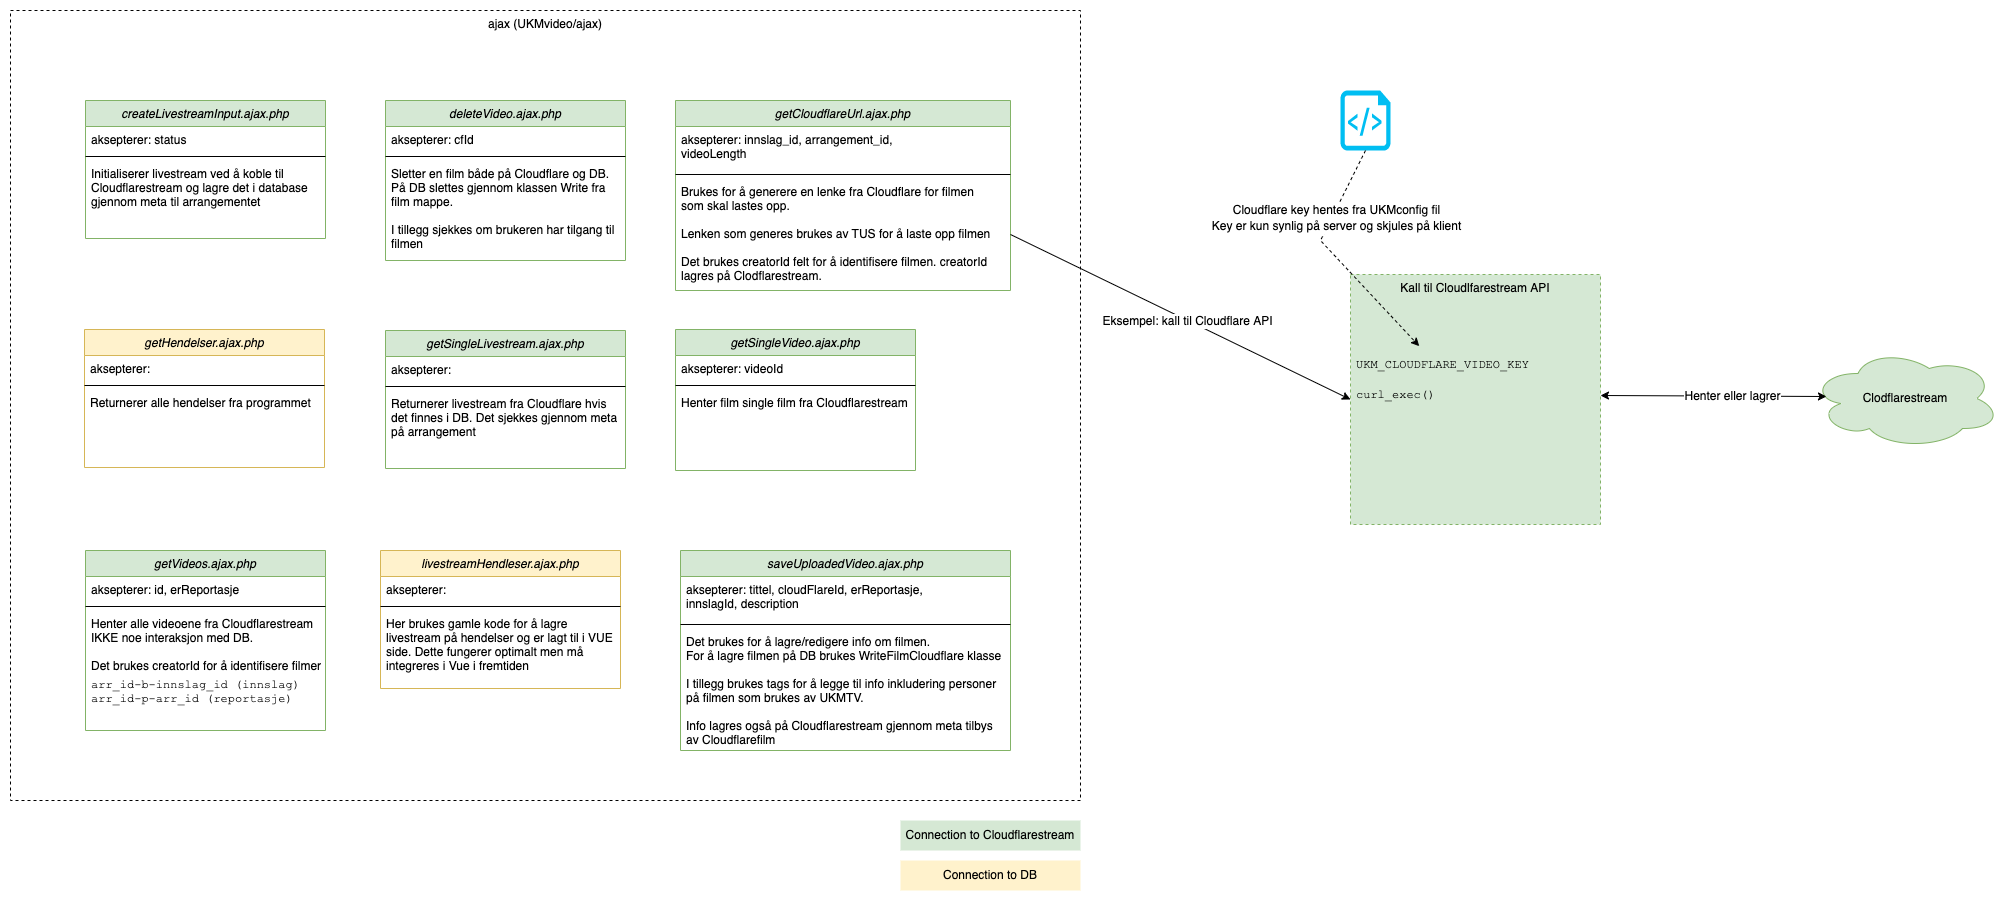 ajax (UKMvideo/ajax)
createLivestreamInput.ajax.php
aksepterer: status
Initialiserer livestream ved å koble til
Cloudflarestream og lagre det i database
gjennom meta til arrangementet
deleteVideo.ajax.php
aksepterer: cfId
Sletter en film både på Cloudflare og DB.
På DB slettes gjennom klassen Write fra
film mappe.
I tillegg sjekkes om brukeren har tilgang til
filmen
getCloudflareUrl.ajax.php
aksepterer: innslag_id, arrangement_id,
videoLength
Brukes for å generere en lenke fra Cloudflare for filmen
som skal lastes opp.
Lenken som generes brukes av TUS for å laste opp filmen
Det brukes creatorId felt for å identifisere filmen. creatorId
lagres på Clodflarestream.
getHendelser.ajax.php
aksepterer:
Returnerer alle hendelser fra programmet
getSingleLivestream.ajax.php
aksepterer:
Returnerer livestream fra Cloudflare hvis
det finnes i DB. Det sjekkes gjennom meta
på arrangement
getSingleVideo.ajax.php
aksepterer: videoId
Henter film single film fra Cloudflarestream
getVideos.ajax.php
aksepterer: id, erReportasje
Henter alle videoene fra Cloudflarestream
IKKE noe interaksjon med DB.
Det brukes creatorId for å identifisere filmer
arr_id-b-innslag_id (innslag)
arr_id-p-arr_id (reportasje)
livestreamHendleser.ajax.php
aksepterer:
Her brukes gamle kode for å lagre
livestream på hendelser og er lagt til i VUE
side. Dette fungerer optimalt men må
integreres i Vue i fremtiden
saveUploadedVideo.ajax.php
aksepterer: tittel, cloudFlareId, erReportasje,
innslagId, description
Det brukes for å lagre/redigere info om filmen.
For å lagre filmen på DB brukes WriteFilmCloudflare klasse
I tillegg brukes tags for å legge til info inkludering personer
på filmen som brukes av UKMTV.
Info lagres også på Cloudflarestream gjennom meta tilbys
av Cloudflarefilm
</>
Cloudflare key hentes fra UKMconfig fil
Key er kun synlig på server og skjules på klient
Eksempel: kall til Cloudflare API
Kall til Cloudlfarestream API
UKM_CLOUDFLARE_VIDEO_KEY
curl_exec()
Henter eller lagrer
Clodflarestream
Connection to Cloudflarestream
Connection to DB